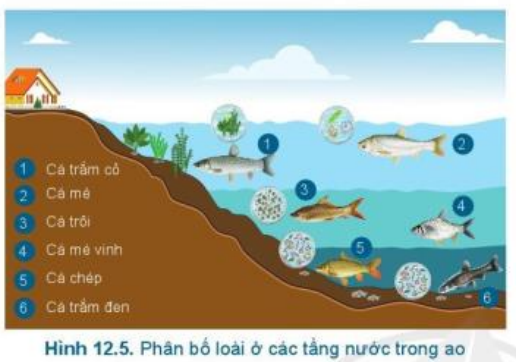 1 Cá trắm cỏ
2 Cá mè
3 Cá trôi
4 Cá mè vinh
5 Cá chép
6 Cá trắm đen
1
2
3
4
5
6
Hình 12.5. Phân bố loài ở các tầng nước trong ao